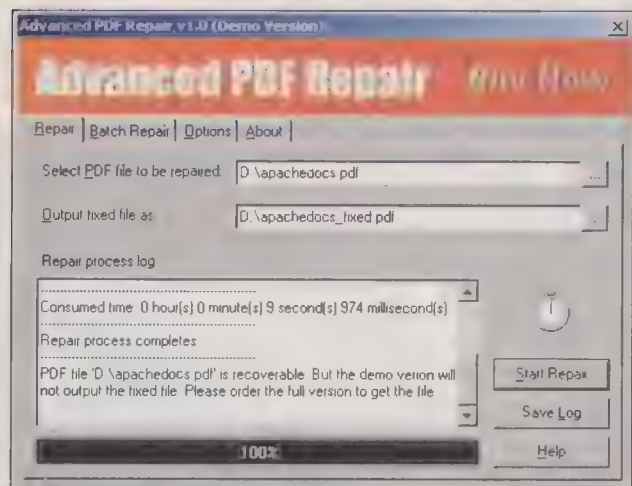 Advanced PDF Repair v1.0 (Demo Version)
Advanced PDF Repair Buy Now
Repair Batch Repair Options About
Select PDF file to be repaired D \apachedocs pdf ...
Output fixed file as D.\apachedocs_fixed pdf ..
Repair process log
Consumed time 0 hour(s) 0 minute(s) 9 second(s) 974 millisecond(s)
Repair process completes
PDF file 'D \apachedocs pdf' is recoverable But the demo verion will
not output the fixed file Please order the full version to get the file
Start Repair
Save Log
100%
Help